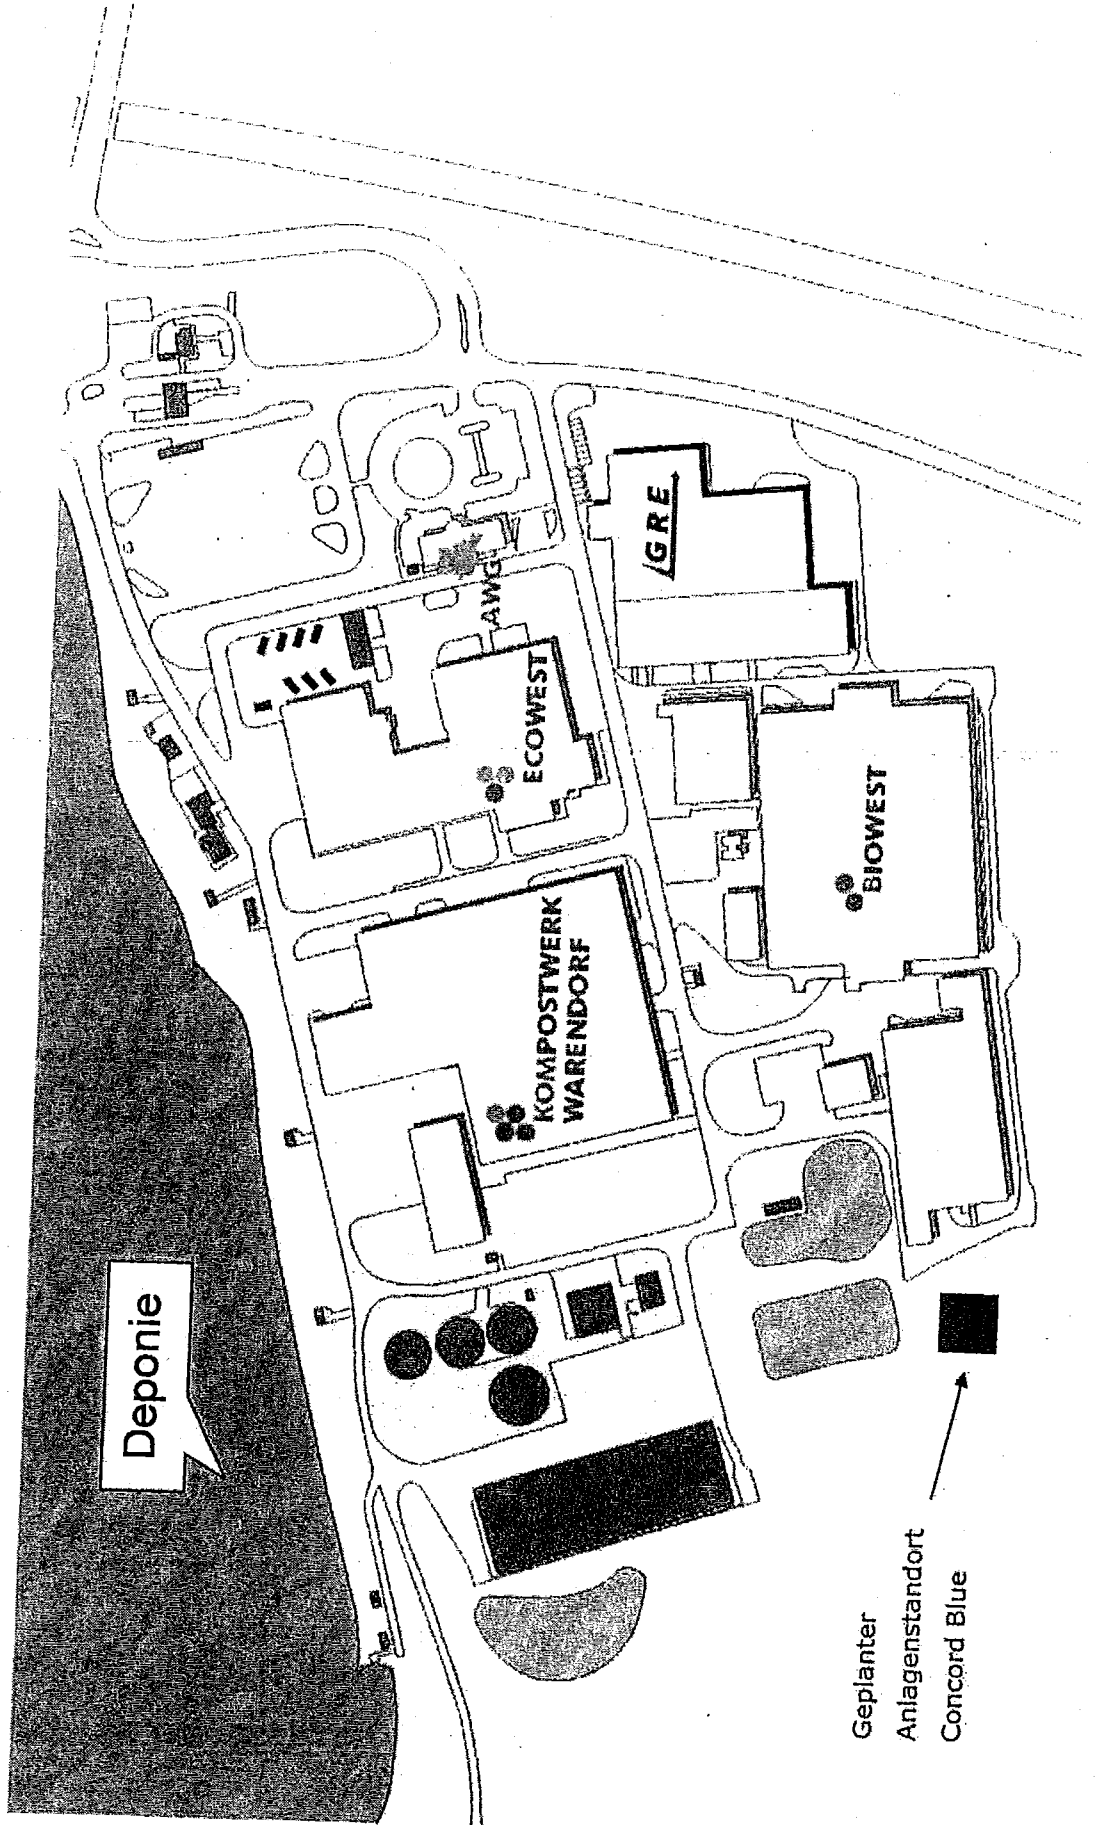 Deponie
AWG
GRE
ECOWEST
KOMPOSTWERK
WARENDORF
BIOWEST
Geplanter
Anlagenstandort
Concord Blue